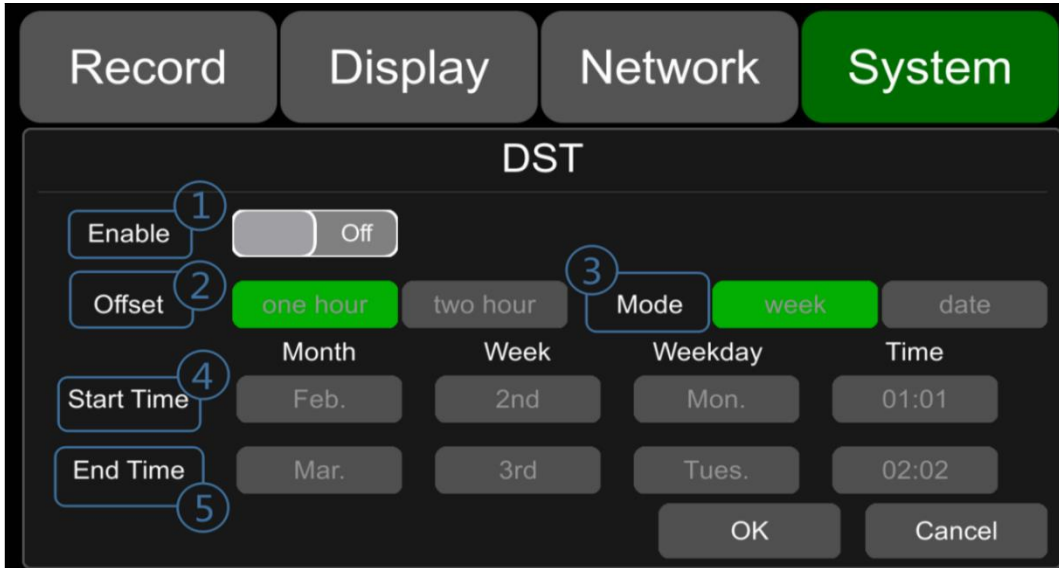 Record Display Network System
DST
1
Enable Off
2 3
Offset one hour two hour Mode week date
Month Week Weekday Time
4
Start Time Feb. 2nd Mon. 01:01
End Time Mar. 3rd Tues. 02:02
5
OK Cancel